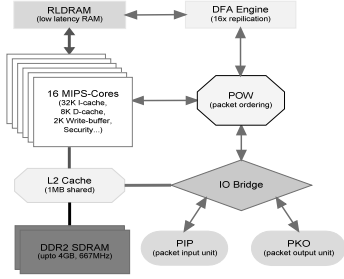 RLDRAM
(low latency RAM)
DFA Engine
(16x replication)
16 MIPS-Cores
(32K I-cache,
8K D-cache,
2K Write-buffer,
Security...)
POW
(packet ordering)
L2 Cache
(1MB shared)
IO Bridge
DDR2 SDRAM
(upto 4GB, 667MHz)
PIP
(packet input unit)
PKO
(packet output unit)